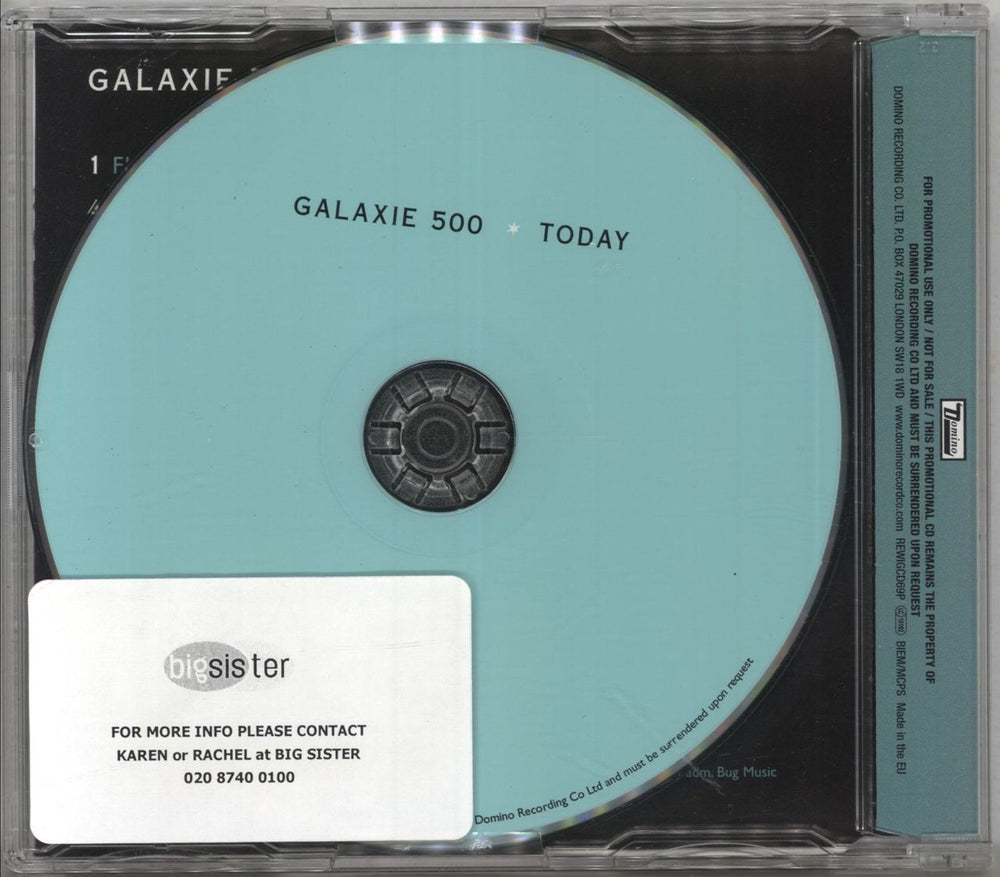 GALAXIE
1 F
GALAXIE 500 * TODAY
bigsister
FOR MORE INFO PLEASE CONTACT
KAREN or RACHEL at BIG SISTER
020 8740 0100
Domino Recording Co Ltd and must be surrendered upon request
adm. Bug Music
Domino
FOR PROMOTIONAL USE ONLY / NOT FOR SALE / THIS PROMOTIONAL CD REMAINS THE PROPERTY OF
DOMINO RECORDING CO LTD AND MUST BE SURRENDERED UPON REQUEST
DOMINO RECORDING CO. LTD. P.O. BOX 47029 LONDON SW18 1WD www.dominorecordco.com REWIGCD69P BIEM/MCPS Made in the EU